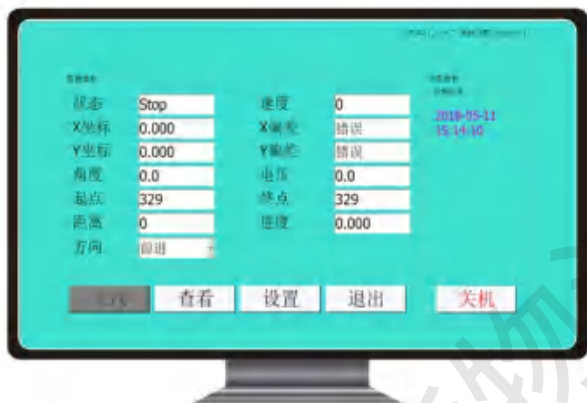 状态 Stop 速度 0
X坐标 0.000 X偏差 错误
Y坐标 0.000 Y偏差 错误
角度 0.0 电压 0.0
起点 329 终点 329
距离 0 进度 0.000
方向 前进
2018-05-11
15:14:10
查看 设置 退出 关机
物